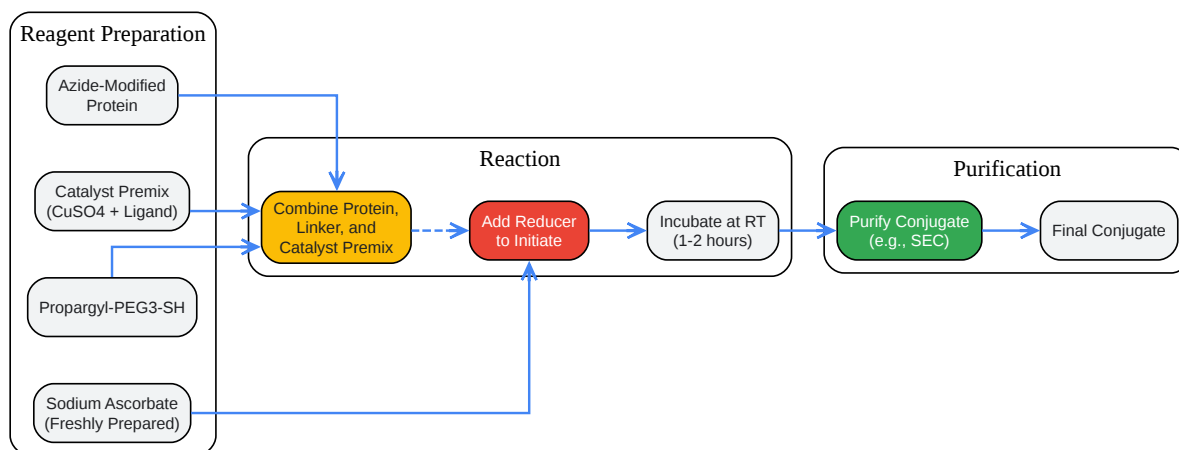 Reagent Preparation
Azide-Modified
Protein
Catalyst Premix
(CuSO4 + Ligand)
Propargyl-PEG3-SH
Sodium Ascorbate
(Freshly Prepared)
Reaction
Combine Protein,
Linker, and
Catalyst Premix
Add Reducer
to Initiate
Incubate at RT
(1-2 hours)
Purification
Purify Conjugate
(e.g., SEC)
Final Conjugate